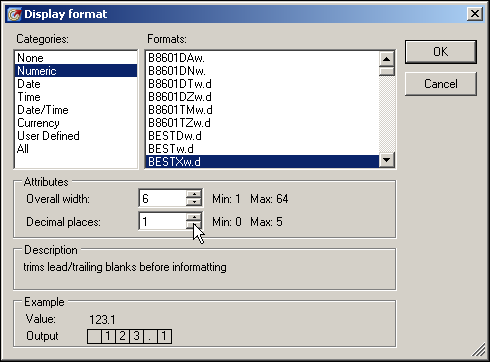 Display format
Categories: Formats:
None
Numeric
Date
Time
Date/Time
Currency
User Defined
All
B8601DAw.
B8601DNw.
B8601DTw.d
B8601DZw.d
B8601TMw.d
B8601TZw.d
BESTDw.d
BESTw.d
BESTXw.d
OK
Cancel
Attributes
Overall width: 6 Min: 1 Max: 64
Decimal places: 1 Min: 0 Max: 5
Description
trims lead/trailing blanks before informatting
Example
Value: 123.1
Output 1 2 3 . 1